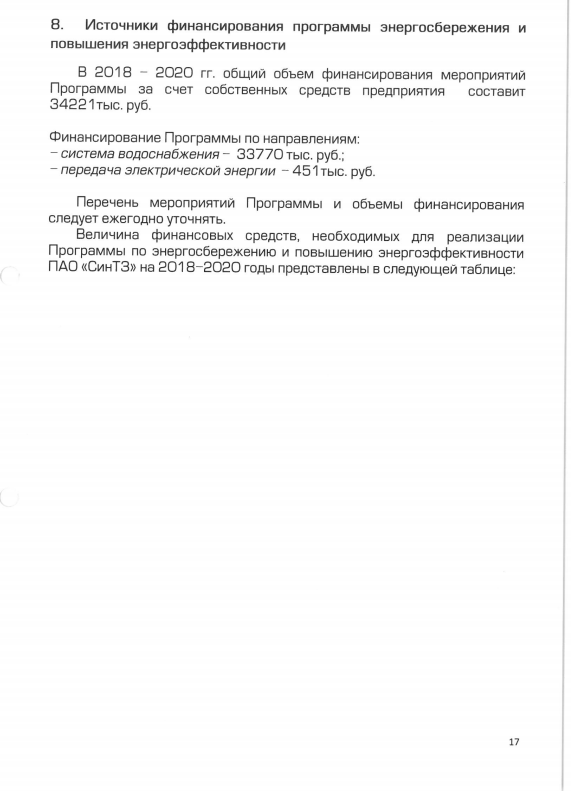 8. Источники финансирования программы энергосбережения и
повышения энергоэффективности
В 2018 – 2020 гг. общий объем финансирования мероприятий
Программы за счет собственных средств предприятия составит
34221тыс. руб.
Финансирование Программы по направлениям:
– система водоснабжения – 33770 тыс. руб.;
– передача электрической энергии – 451тыс. руб.
Перечень мероприятий Программы и объемы финансирования
следует ежегодно уточнять.
Величина финансовых средств, необходимых для реализации
Программы по энергосбережению и повышению энергоэффективности
ПАО «СинТЗ» на 2018–2020 годы представлены в следующей таблице:
17